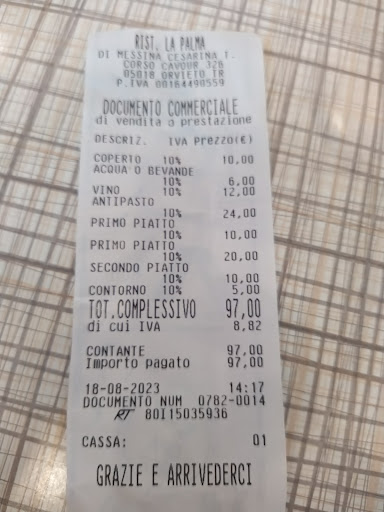 RIST. LA PALMA
DI MESSINA CESARINA I.
CORSO CAVOUR 326
05018 ORVIETO TR
P.IVA 00164490559
DOCUMENTO COMMERCIALE
di vendita o prestazione
DESCRIZ. IVA Prezzo(€)
COPERTO 10% 10,00
ACQUA O BEVANDE
10% 6,00
VINO 10% 12,00
ANTIPASTO
10% 24,00
PRIMO PIATTO
10% 10,00
PRIMO PIATTO
10% 20,00
SECONDO PIATTO
10% 10,00
CONTORNO 10% 5,00
TOT.COMPLESSIVO 97,00
di cui IVA 8,82
CONTANTE 97,00
Importo pagato 97,00
18-08-2023 14:17
DOCUMENTO NUM 0782-0014
RT 80I15035936
CASSA: 01
GRAZIE E ARRIVEDERCI